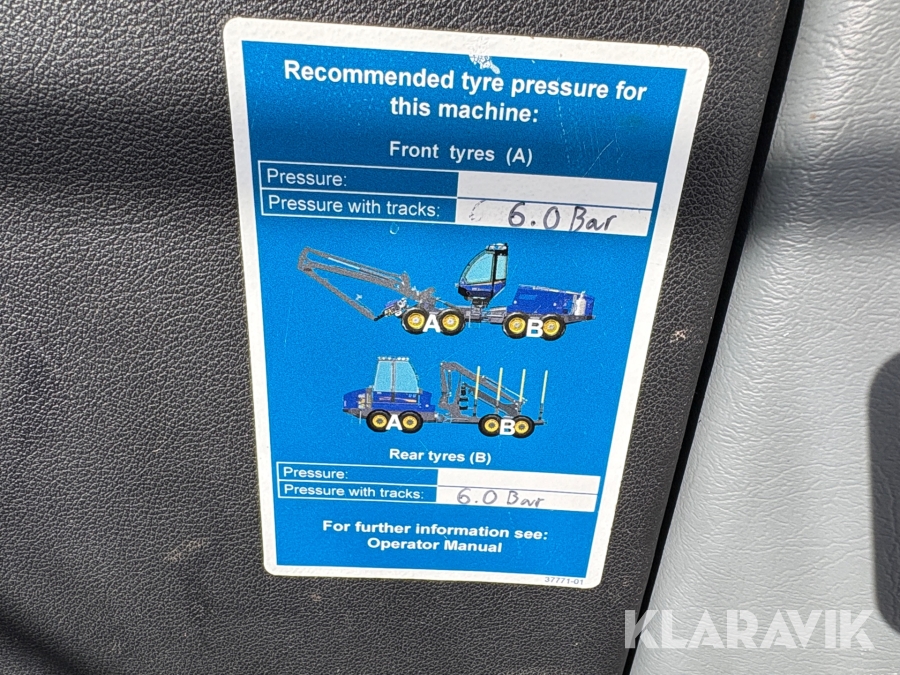 Recommended tyre pressure for
this machine:
Front tyres (A)
Pressure:
Pressure with tracks: 6.0 Bar
A B
A B
Rear tyres (B)
Pressure:
Pressure with tracks: 6.0 Bar
For further information see:
Operator Manual
37771-01
KLARAVIK